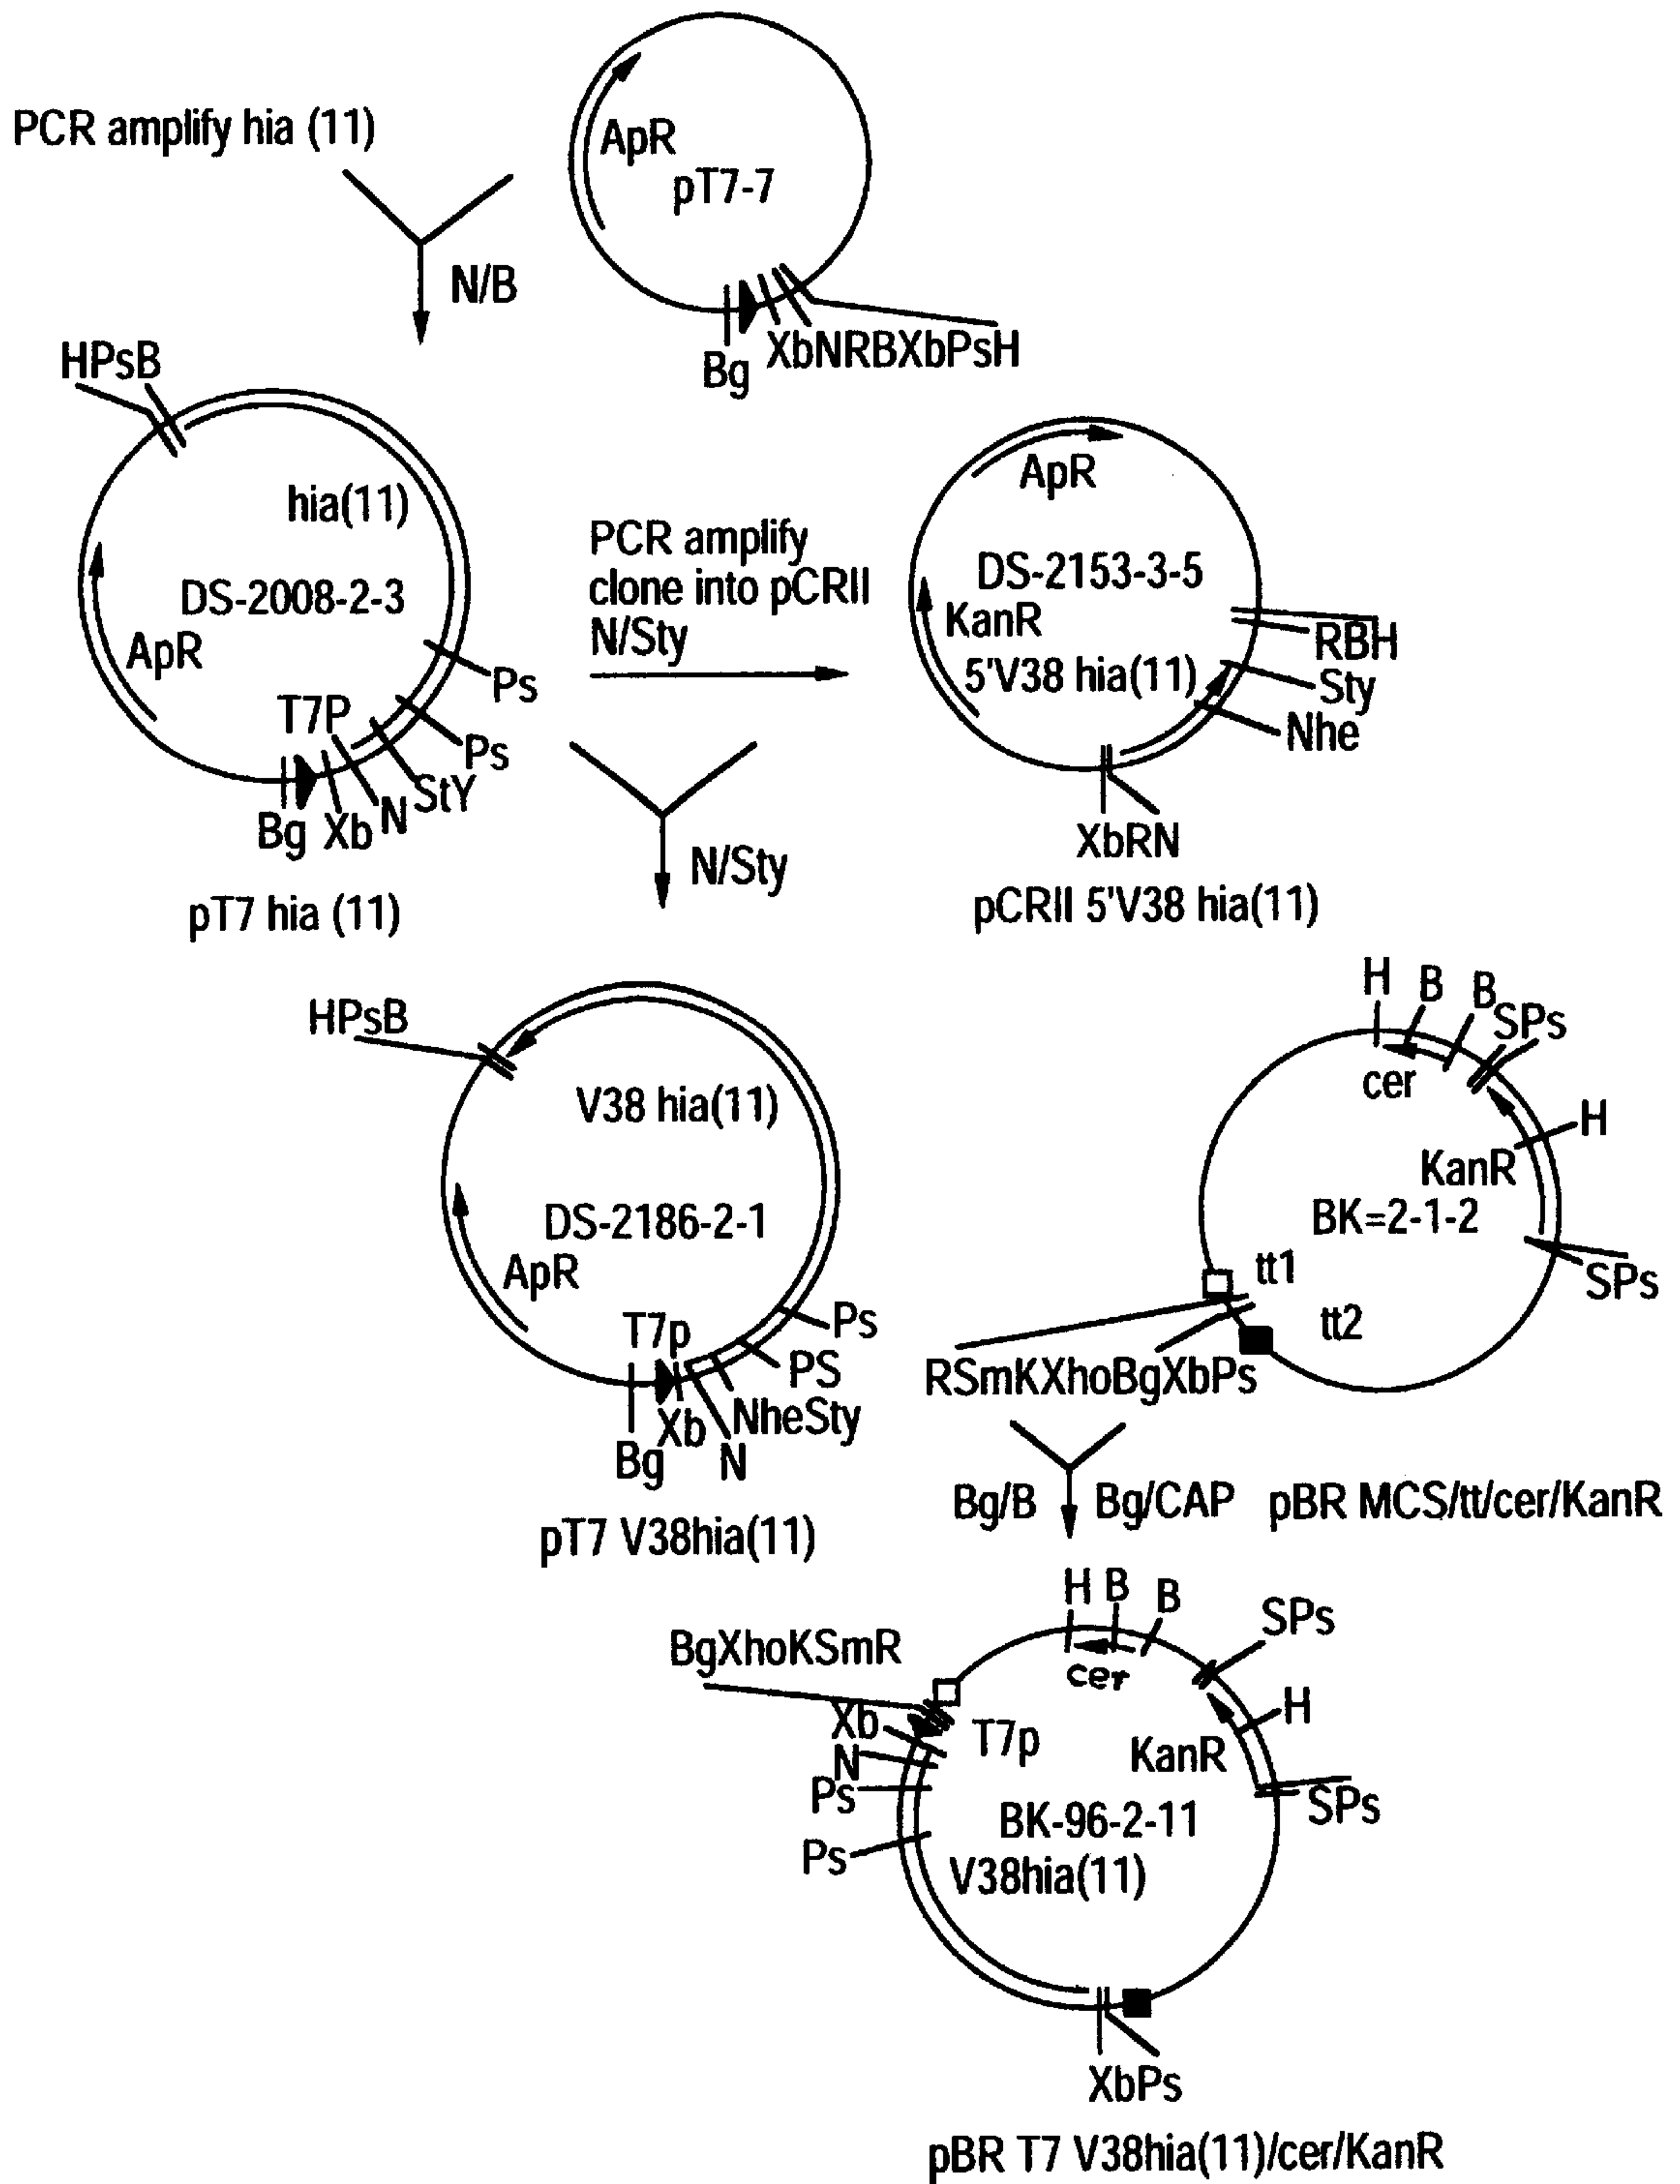 PCR amplify hia (11)
ApR
pT7-7
N/B
Bg
XbNRBXbPsH
HPsB
hia(11)
DS-2008-2-3
ApR
T7P
Ps
Ps
StY
N
Xb
Bg
pT7 hia (11)
PCR amplify
clone into pCRII
N/Sty
ApR
DS-2153-3-5
KanR
5'V38 hia(11)
RBH
Sty
Nhe
XbRN
pCRII 5'V38 hia(11)
N/Sty
HPsB
V38 hia(11)
DS-2186-2-1
ApR
T7p
Ps
PS
NheSty
Xb
N
Bg
pT7 V38hia(11)
H
B
B
SPs
cer
H
KanR
BK=2-1-2
SPs
tt1
tt2
RSmKXhoBgXbPs
Bg/B
Bg/CAP
pBR MCS/tt/cer/KanR
H
B
B
SPs
cer
BgXhoKSmR
Xb
N
Ps
Ps
T7p
H
KanR
SPs
BK-96-2-11
V38hia(11)
XbPs
pBR T7 V38hia(11)/cer/KanR